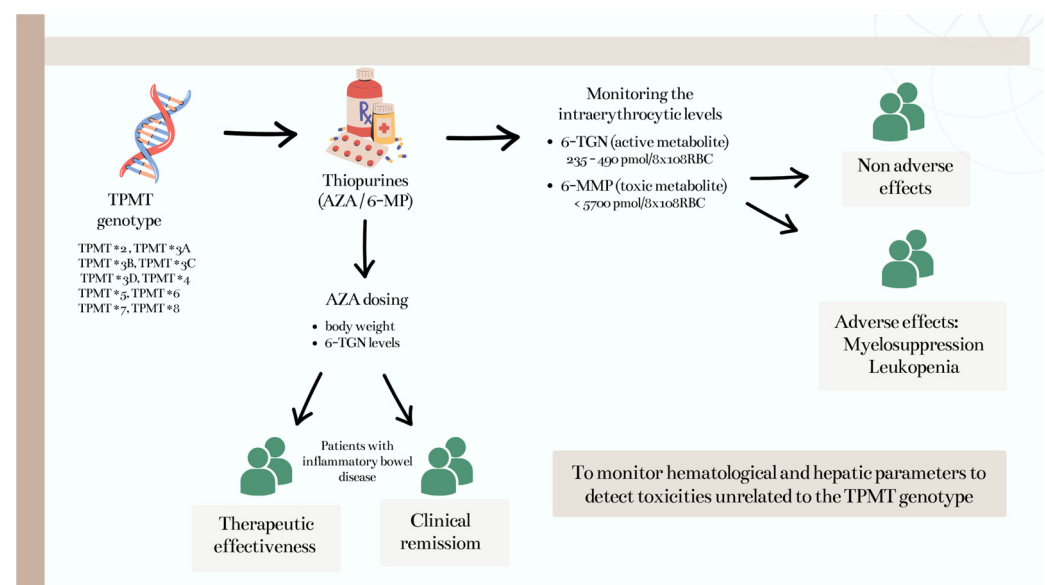 TPMT
genotype
TPMT *2 , TPMT *3A
TPMT *3B, TPMT *3C
TPMT *3D, TPMT *4
TPMT *5, TPMT *6
TPMT *7, TPMT *8
Rx
Thiopurines
(AZA / 6-MP)
AZA dosing
• body weight
• 6-TGN levels
Patients with
inflammatory bowel
disease
Therapeutic
effectiveness
Clinical
remissiom
Monitoring the
intraerythrocytic levels
• 6-TGN (active metabolite)
235 - 490 pmol/8x108RBC
• 6-MMP (toxic metabolite)
< 5700 pmol/8x108RBC
Non adverse
effects
Adverse effects:
Myelosuppression
Leukopenia
To monitor hematological and hepatic parameters to
detect toxicities unrelated to the TPMT genotype